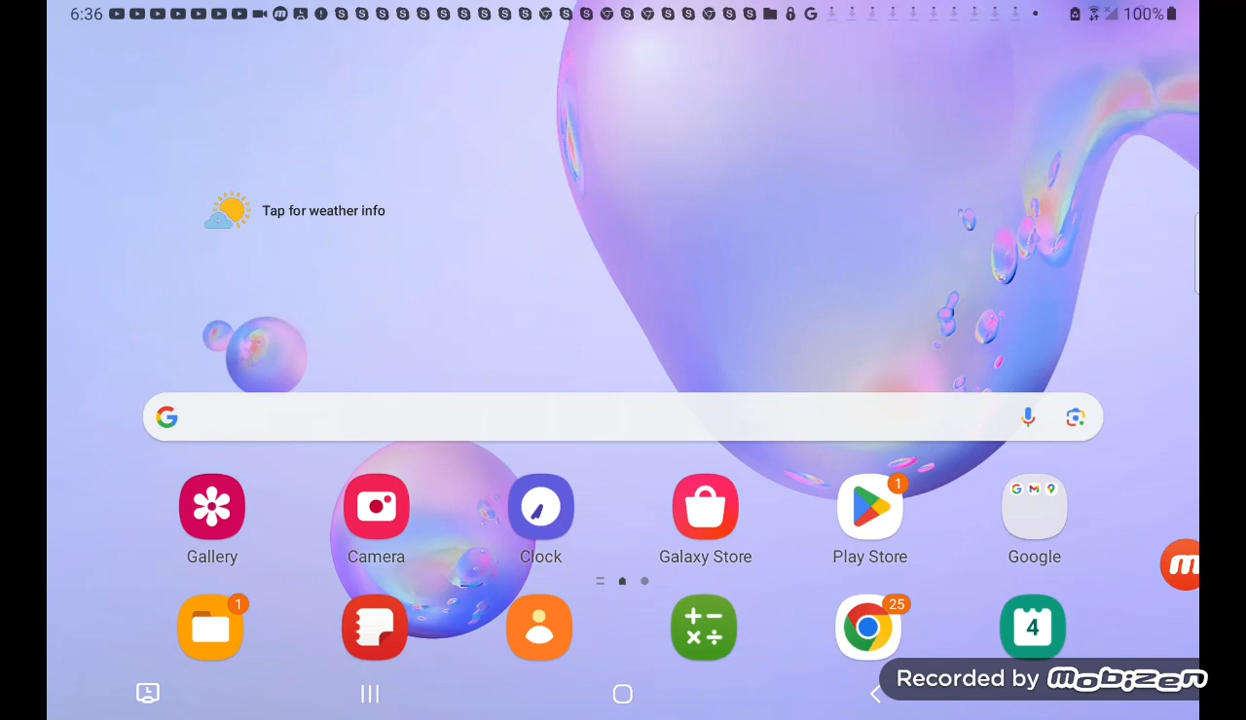 6:36 100%
Tap for weather info
Gallery Camera Clock Galaxy Store Play Store Google
1
1 25
4
Recorded by Mobizen